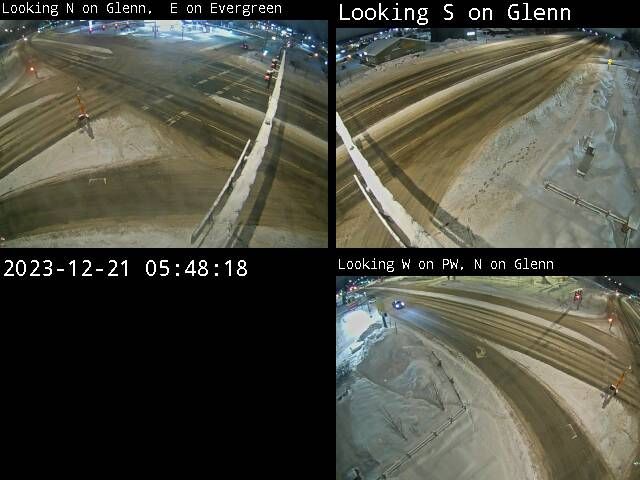 Looking N on Glenn,  E on Evergreen
Looking S on Glenn
2023-12-21 05:48:18
Looking W on PW, N on Glenn